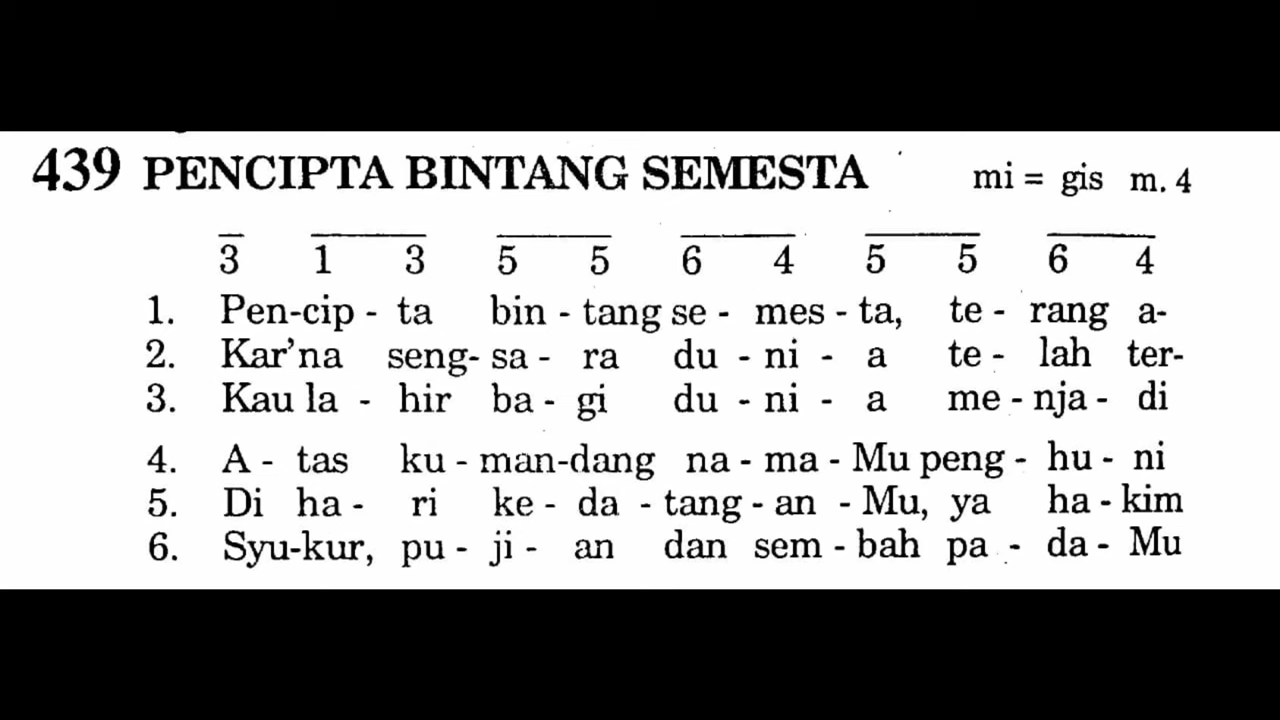 439 PENCIPTA BINTANG SEMESTA mi = gis m. 4
3 1 3 5 5 6 4 5 5 6 4
1. Pen-cip - ta bin - tang se - mes - ta, te - rang a-
2. Kar'na seng- sa - ra du - ni - a te - lah ter-
3. Kau la - hir ba - gi du - ni - a me - nja - di
4. A - tas ku - man-dang na - ma - Mu peng - hu - ni
5. Di ha - ri ke - da - tang - an - Mu, ya ha - kim
6. Syu-kur, pu - ji - an dan sem - bah pa - da - Mu